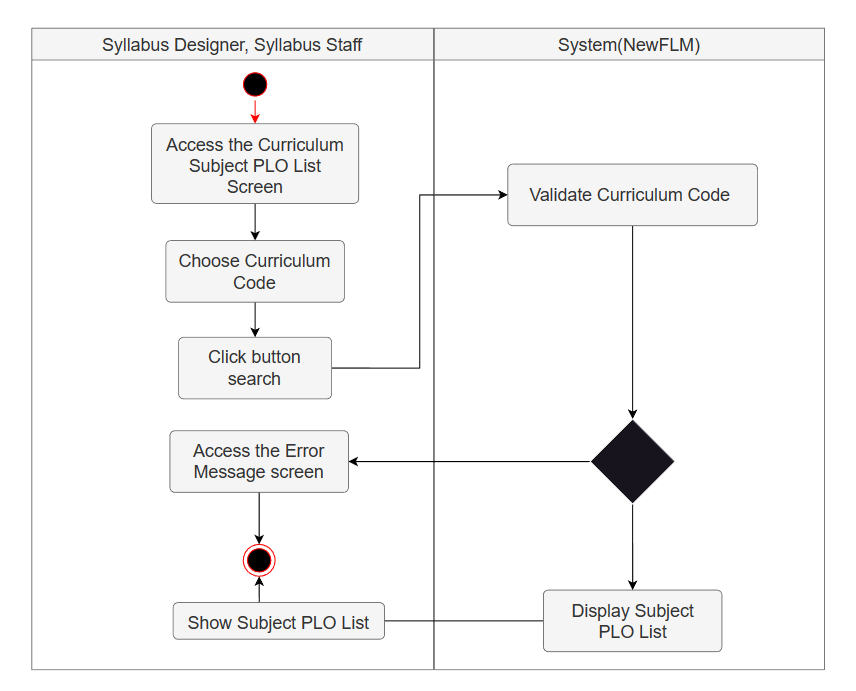 Syllabus Designer, Syllabus Staff
System(NewFLM)
Access the Curriculum
Subject PLO List
Screen
Validate Curriculum Code
Choose Curriculum
Code
Click button
search
Access the Error
Message screen
Display Subject
PLO List
Show Subject PLO List